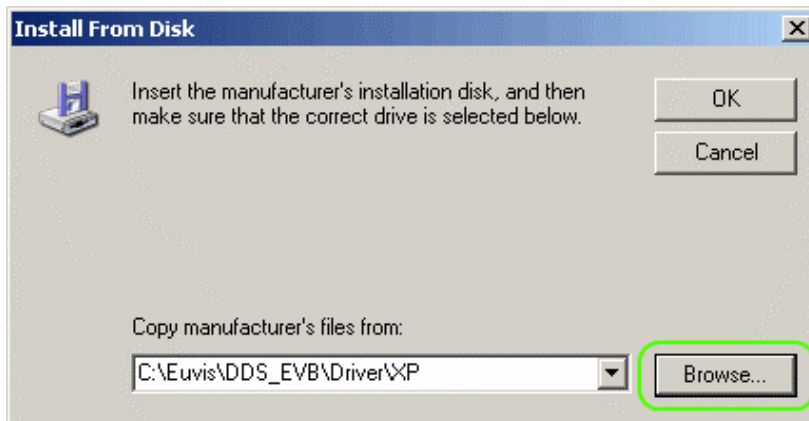 Install From Disk
Insert the manufacturer's installation disk, and then
make sure that the correct drive is selected below.
OK
Cancel
Copy manufacturer's files from:
C:\Euvis\DDS_EVB\Driver\XP
Browse...